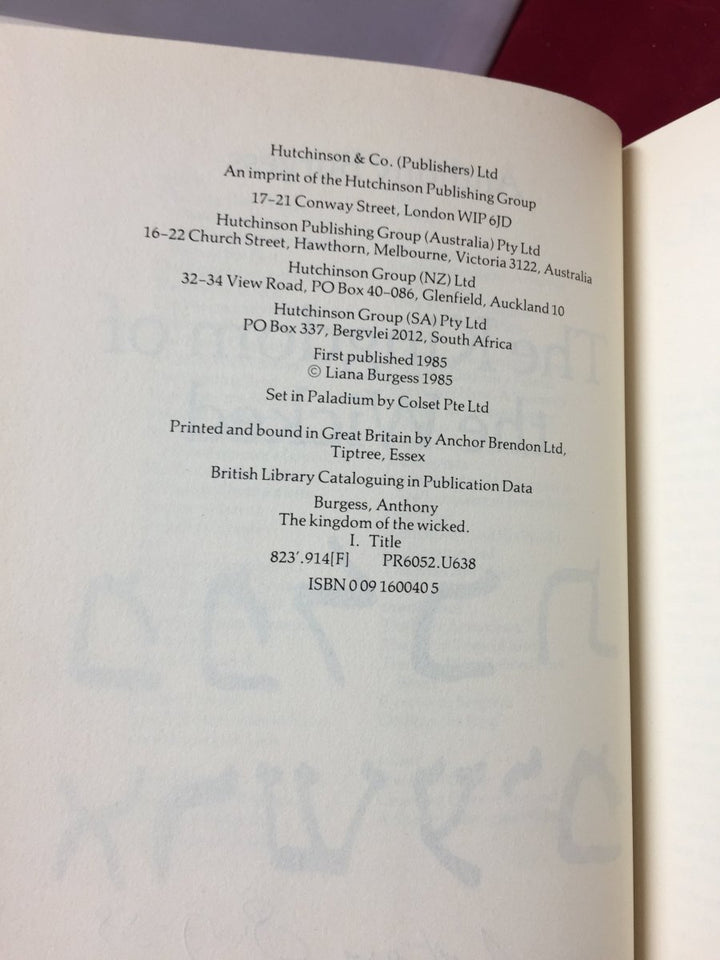 Hutchinson & Co. (Publishers) Ltd
An imprint of the Hutchinson Publishing Group
17–21 Conway Street, London WIP 6JD
Hutchinson Publishing Group (Australia) Pty Ltd
16–22 Church Street, Hawthorn, Melbourne, Victoria 3122, Australia
Hutchinson Group (NZ) Ltd
32–34 View Road, PO Box 40–086, Glenfield, Auckland 10
Hutchinson Group (SA) Pty Ltd
PO Box 337, Bergvlei 2012, South Africa
First published 1985
© Liana Burgess 1985
Set in Paladium by Colset Pte Ltd
Printed and bound in Great Britain by Anchor Brendon Ltd,
Tiptree, Essex
British Library Cataloguing in Publication Data
Burgess, Anthony
The kingdom of the wicked.
I. Title
823′.914[F] PR6052.U638
ISBN 0 09 160040 5